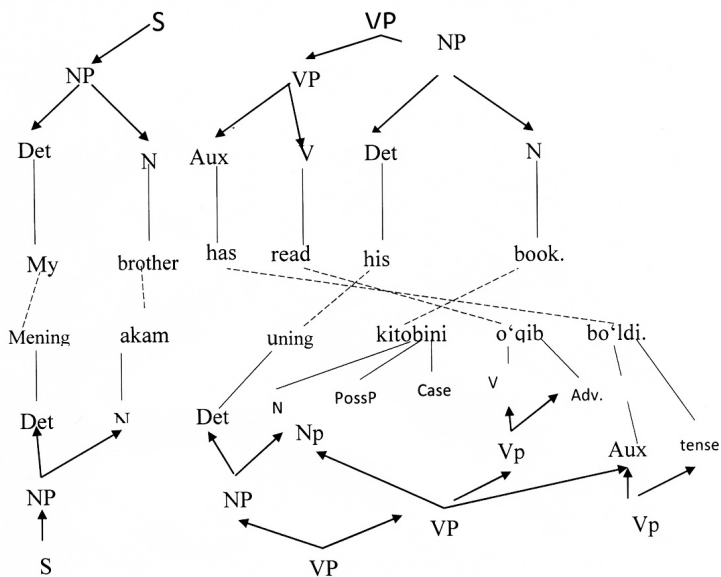 S VP
NP VP NP
Det N Aux V Det N
My brother has read his book.
Mening akam uning kitobini o‘qib bo‘ldi.
Det N Det N PossP Case V Adv.
Np Vp Aux tense
NP NP VP Vp
S VP